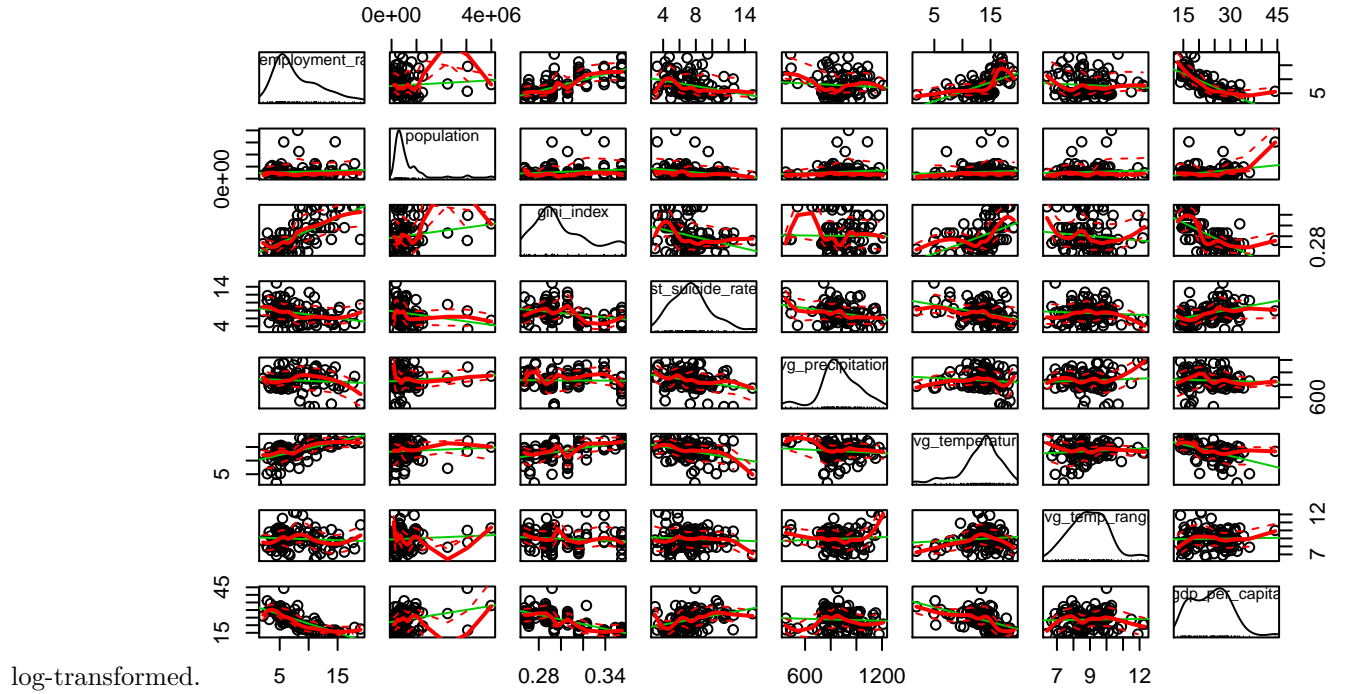 0e+00 4e+06 4 8 14 5 15 15 30 45
employment_ra
5
population
0e+00
gini_index
0.28
st_suicide_rate
4 14
vg_precipitation
600
vg_temperatur
5
vg_temp_rang
7 9 12
gdp_per_capita
15 45
log-transformed. 5 15 0.28 0.34 600 1200 7 8 9 12